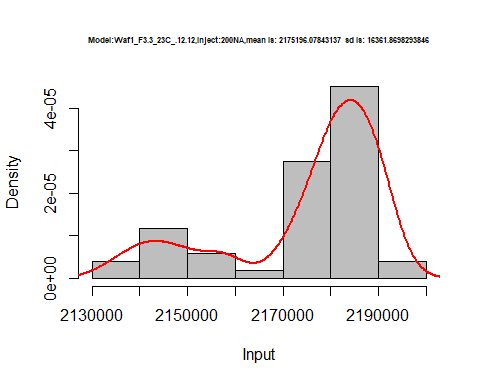 Model:Waf1_F3.3_23C_.12.12,Inject:200NA,mean is: 2175196.07843137  sd is: 16361.8698293846
Density
4e-05
2e-05
0e+00
2130000 2150000 2170000 2190000
Input